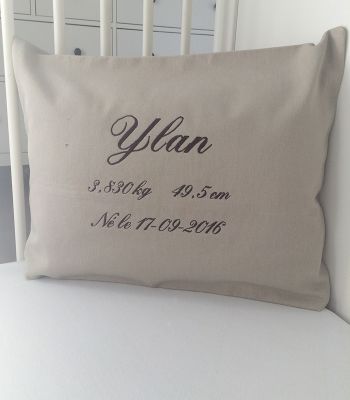 Ylan
3.830kg 49.5cm
Né le 17-09-2016